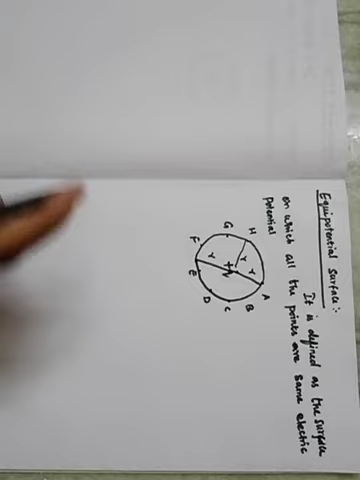 Equipotential Surface :-
It is defined as the surface
on which all the points are same electric
potential
A
B
C
D
E
F
G
H
r
r
r
+q